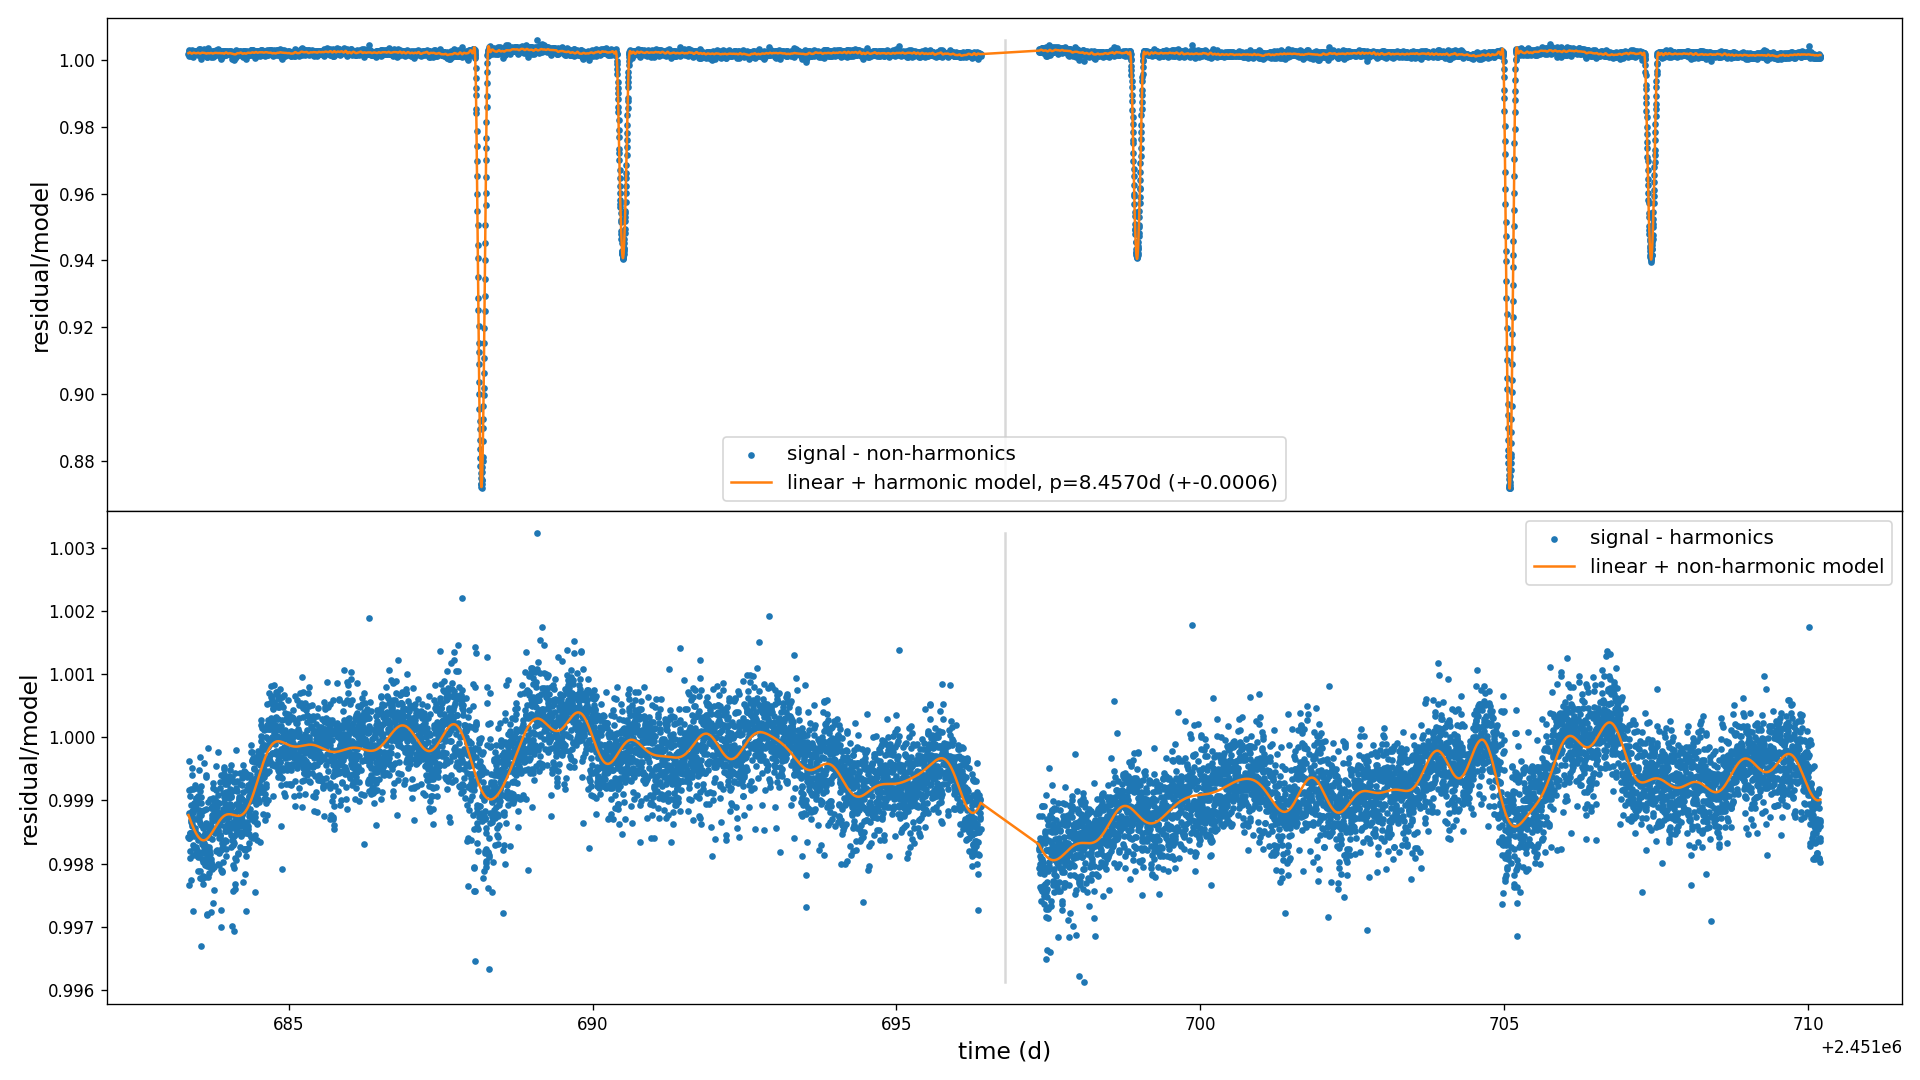 residual/model
1.00
0.98
0.96
0.94
0.92
0.90
0.88
signal - non-harmonics
linear + harmonic model, p=8.4570d (+-0.0006)
residual/model
1.003
1.002
1.001
1.000
0.999
0.998
0.997
0.996
signal - harmonics
linear + non-harmonic model
685 690 695 700 705 710
time (d)
+2.451e6